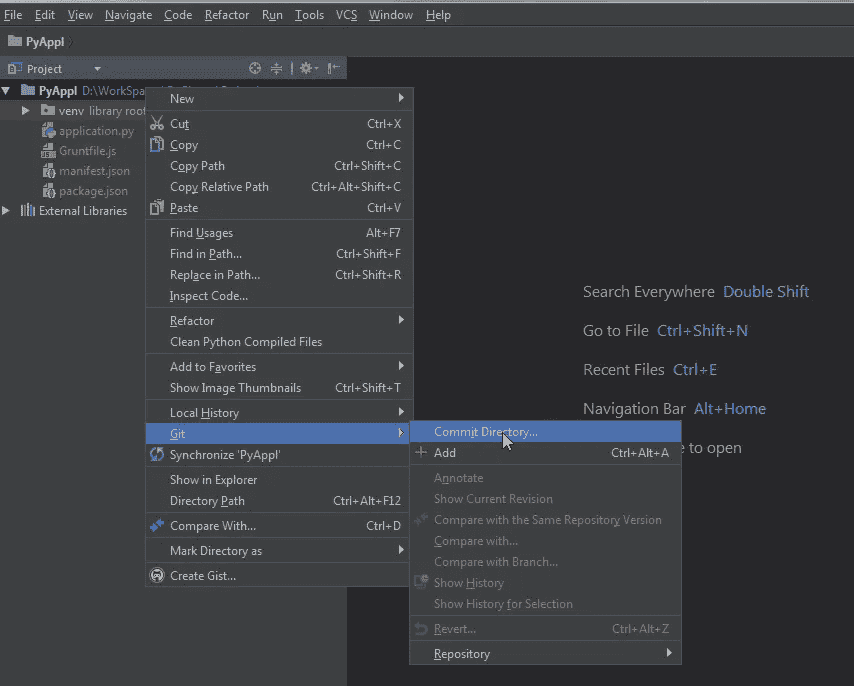 File Edit View Navigate Code Refactor Run Tools VCS Window Help
PyAppl
Project
PyAppl D:\WorkSpa
venv library root
application.py
Gruntfile.js
manifest.json
package.json
External Libraries
New
Cut Ctrl+X
Copy Ctrl+C
Copy Path Ctrl+Shift+C
Copy Relative Path Ctrl+Alt+Shift+C
Paste Ctrl+V
Find Usages Alt+F7
Find in Path... Ctrl+Shift+F
Replace in Path... Ctrl+Shift+R
Inspect Code...
Refactor
Clean Python Compiled Files
Add to Favorites
Show Image Thumbnails Ctrl+Shift+T
Local History
Git
Synchronize 'PyAppl'
Show in Explorer
Directory Path Ctrl+Alt+F12
Compare With... Ctrl+D
Mark Directory as
Create Gist...
Commit Directory...
Add Ctrl+Alt+A
Annotate
Show Current Revision
Compare with the Same Repository Version
Compare with...
Compare with Branch...
Show History
Show History for Selection
Revert... Ctrl+Alt+Z
Repository
Search Everywhere Double Shift
Go to File Ctrl+Shift+N
Recent Files Ctrl+E
Navigation Bar Alt+Home
to open